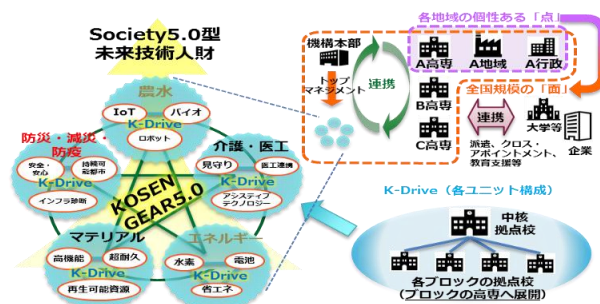 Society5.0型
未来技術人財
農水
IoT
バイオ
K-Drive
ロボット
防災・減災・
防疫
安全・
安心
持続可
能都市
K-Drive
インフラ診断
介護・医工
見守り
医工連携
K-Drive
アシスティブ
テクノロジー
KOSEN
GEAR5.0
マテリアル
高機能
超耐久
K-Drive
再生可能資源
エネルギー
水素
電池
K-Drive
省エネ
各地域の個性ある「点」
機構本部
トップ
マネジメント
連携
A高専
A地域
A行政
B高専
C高専
全国規模の「面」
連携
大学等
企業
派遣、クロス・
アポイントメント、
教育支援等
K-Drive（各ユニット構成）
中核
拠点校
各ブロックの拠点校
(ブロックの高専へ展開)